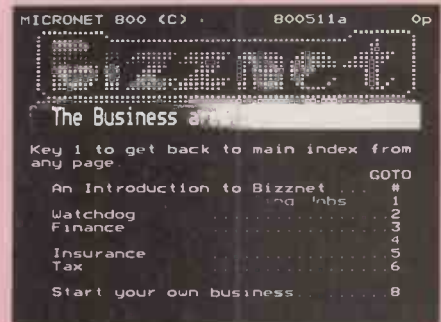 MICRONET 800 (C) 800511a 0p
Bizznet
The Business
Key 1 to get back to main index from
any page.
GOTO
An Introduction to Bizznet .... #
1
Watchdog .................... 2
Finance .................... 3
4
Insurance .................... 5
Tax .................... 6
Start your own business......... 8